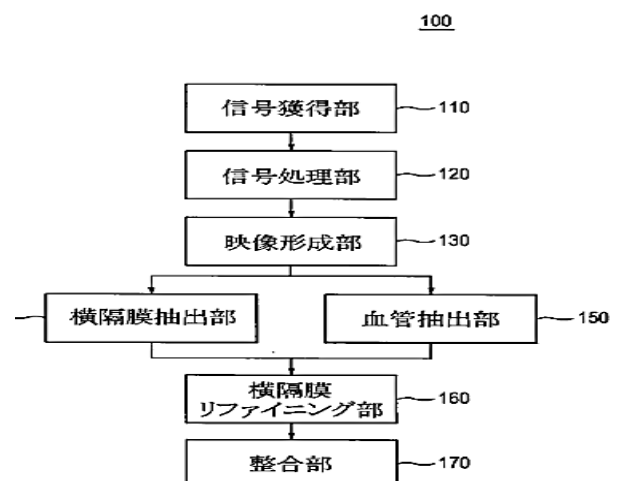 100
信号獲得部
110
信号処理部
120
映像形成部
130
横隔膜抽出部
血管抽出部
150
横隔膜
リファイニング部
160
整合部
170